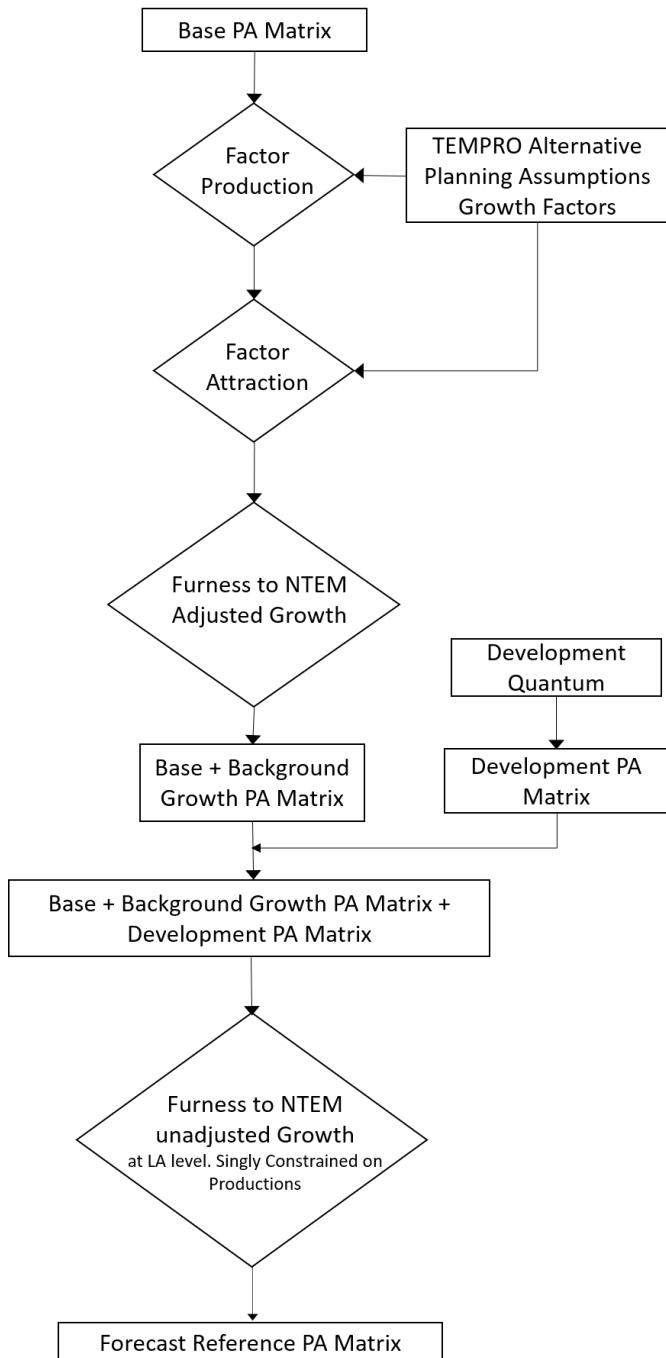 Base PA Matrix
Factor
Production
TEMPRO Alternative
Planning Assumptions
Growth Factors
Factor
Attraction
Furness to NTEM
Adjusted Growth
Development
Quantum
Base + Background
Growth PA Matrix
Development PA
Matrix
Base + Background Growth PA Matrix +
Development PA Matrix
Furness to NTEM
unadjusted Growth
at LA level. Singly Constrained on
Productions
Forecast Reference PA Matrix